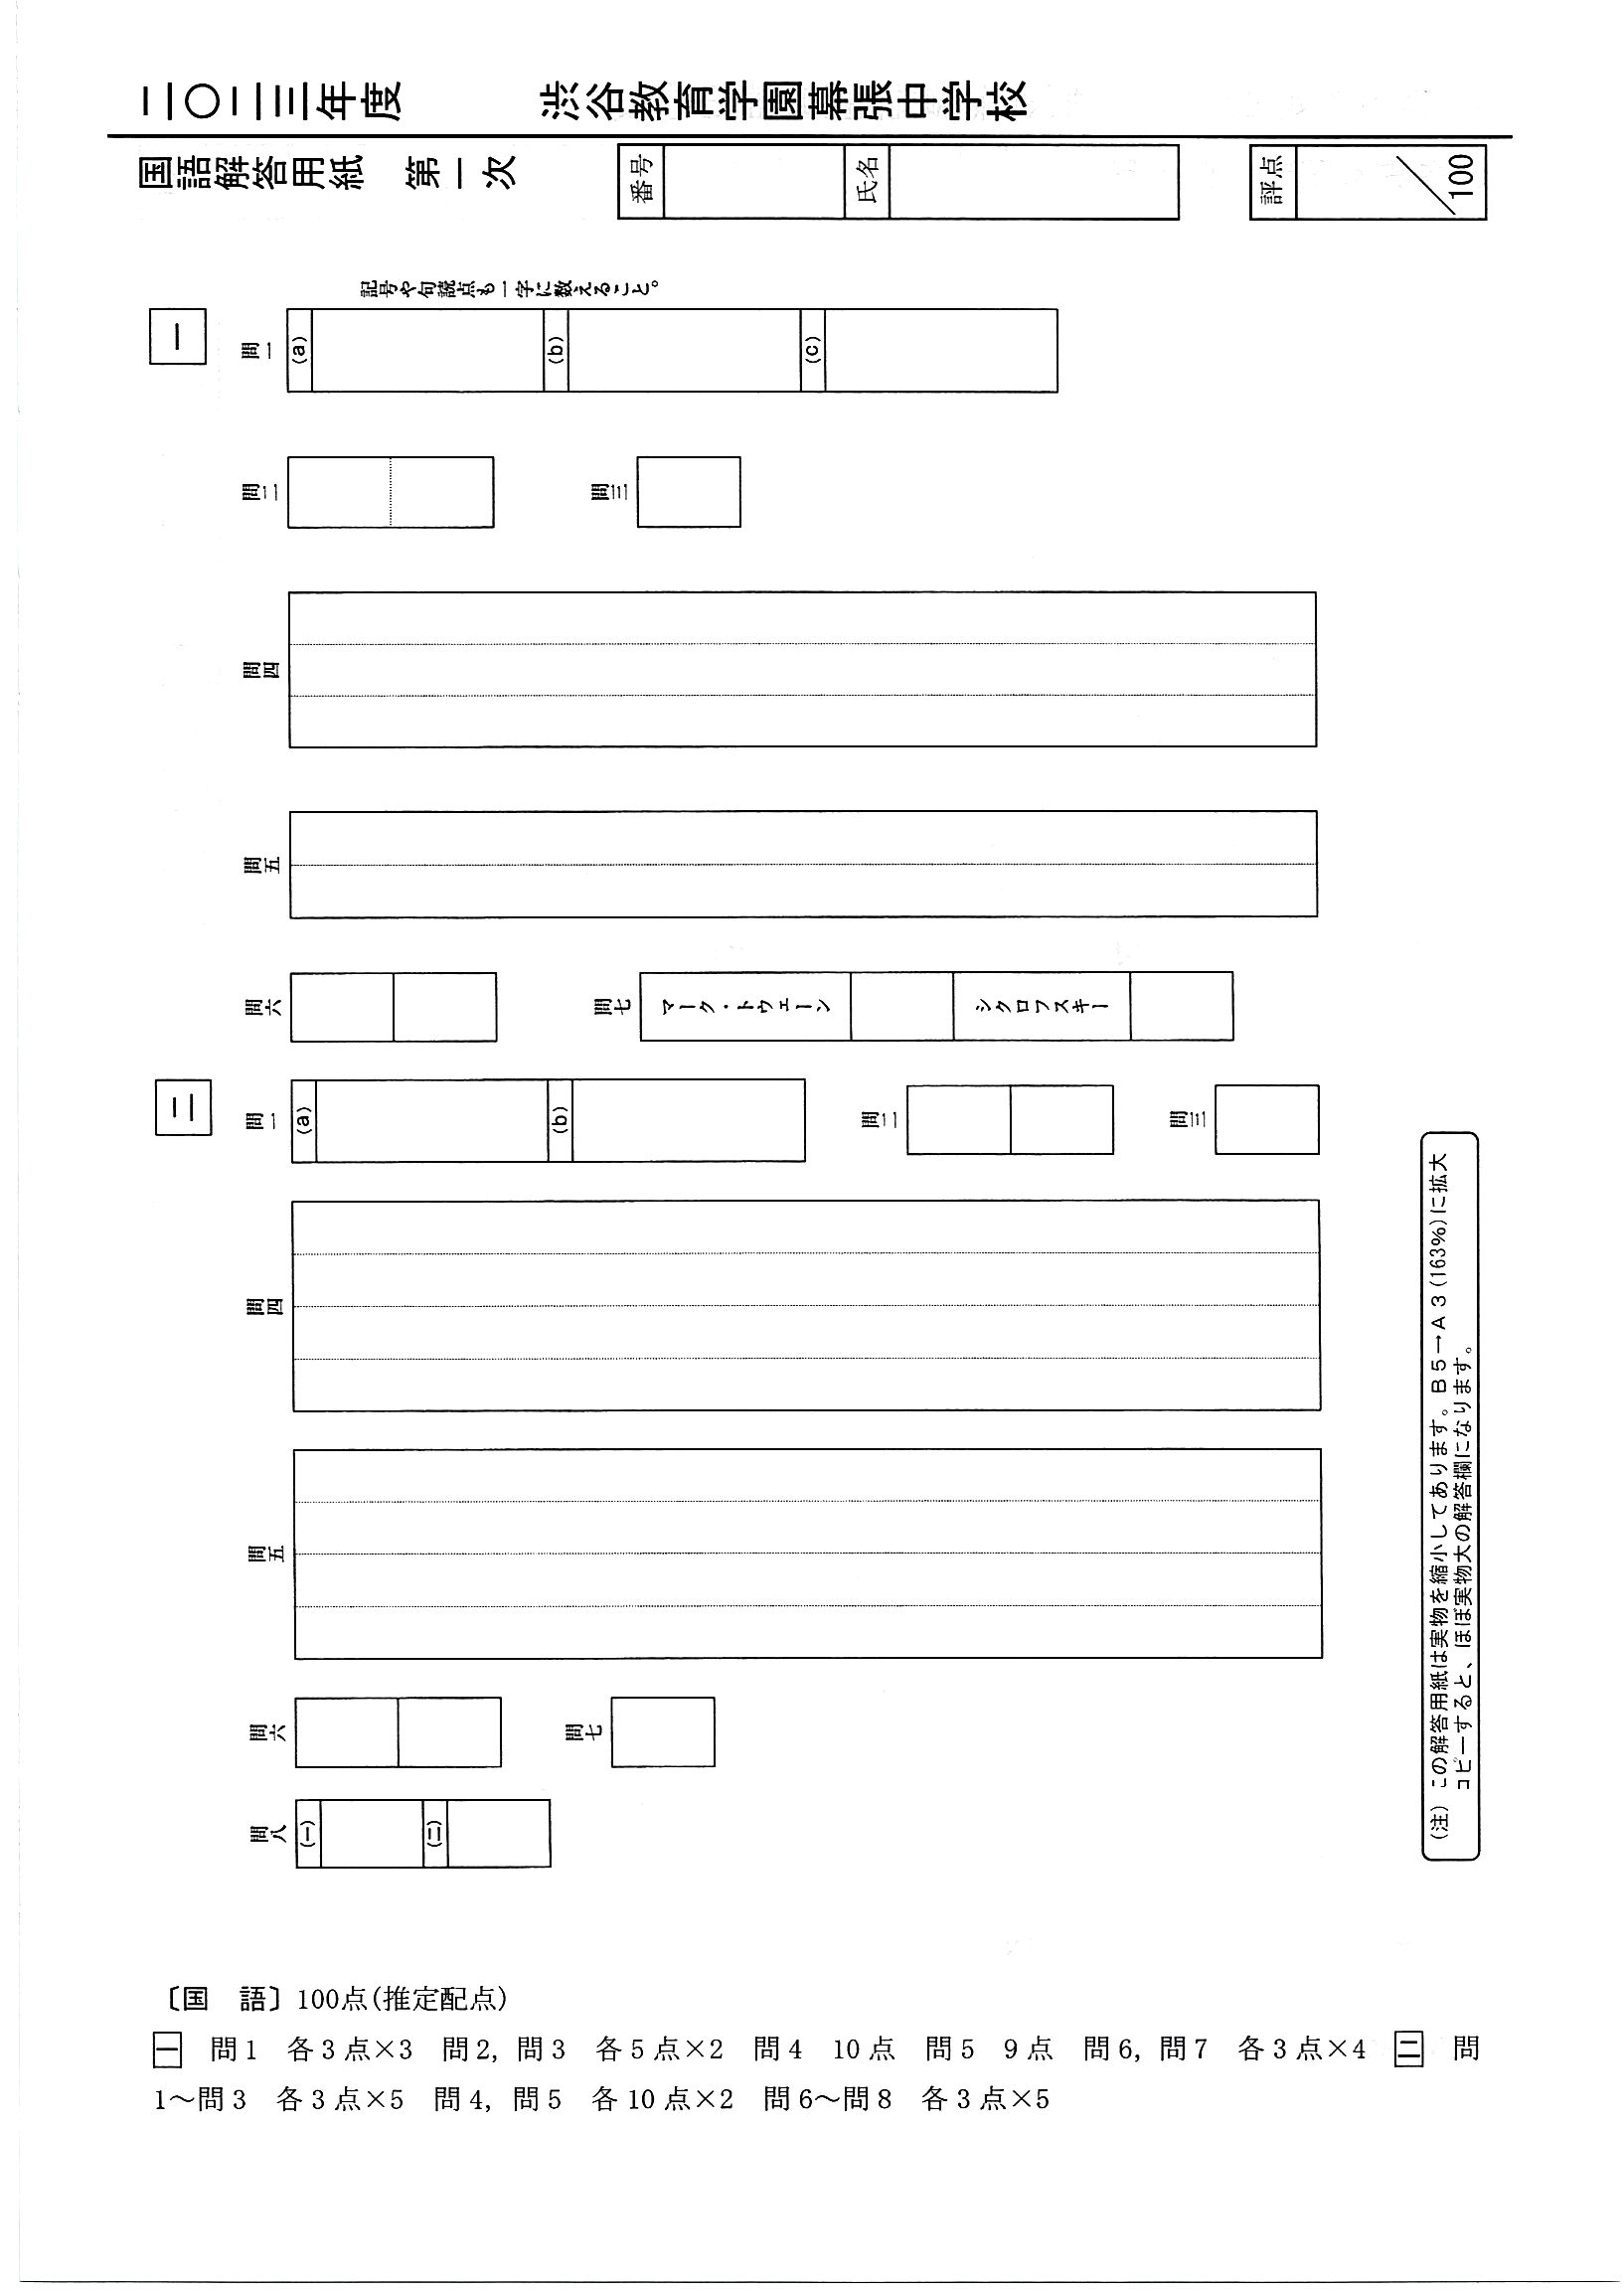 二〇二三年度 渋谷教育学園幕張中学校
国語解答用紙 第一次
番号
氏名
評点
／100
記号や句読点も一字に数えること。
一
問一
(a)
(b)
(c)
問二
問三
問四
問五
問六
問七
マーク・トウェーン
シクロフスキー
二
問一
(a)
(b)
問二
問三
問四
問五
問六
問七
問八
(一)
(二)
(注) この解答用紙は実物を縮小してあります。B5→A3(163%)に拡大
コピーすると、ほぼ実物大の解答欄になります。
〔国 語〕100点(推定配点)
一 問1 各3点×3 問2, 問3 各5点×2 問4 10点 問5 9点 問6, 問7 各3点×4 二 問
1〜問3 各3点×5 問4, 問5 各10点×2 問6〜問8 各3点×5